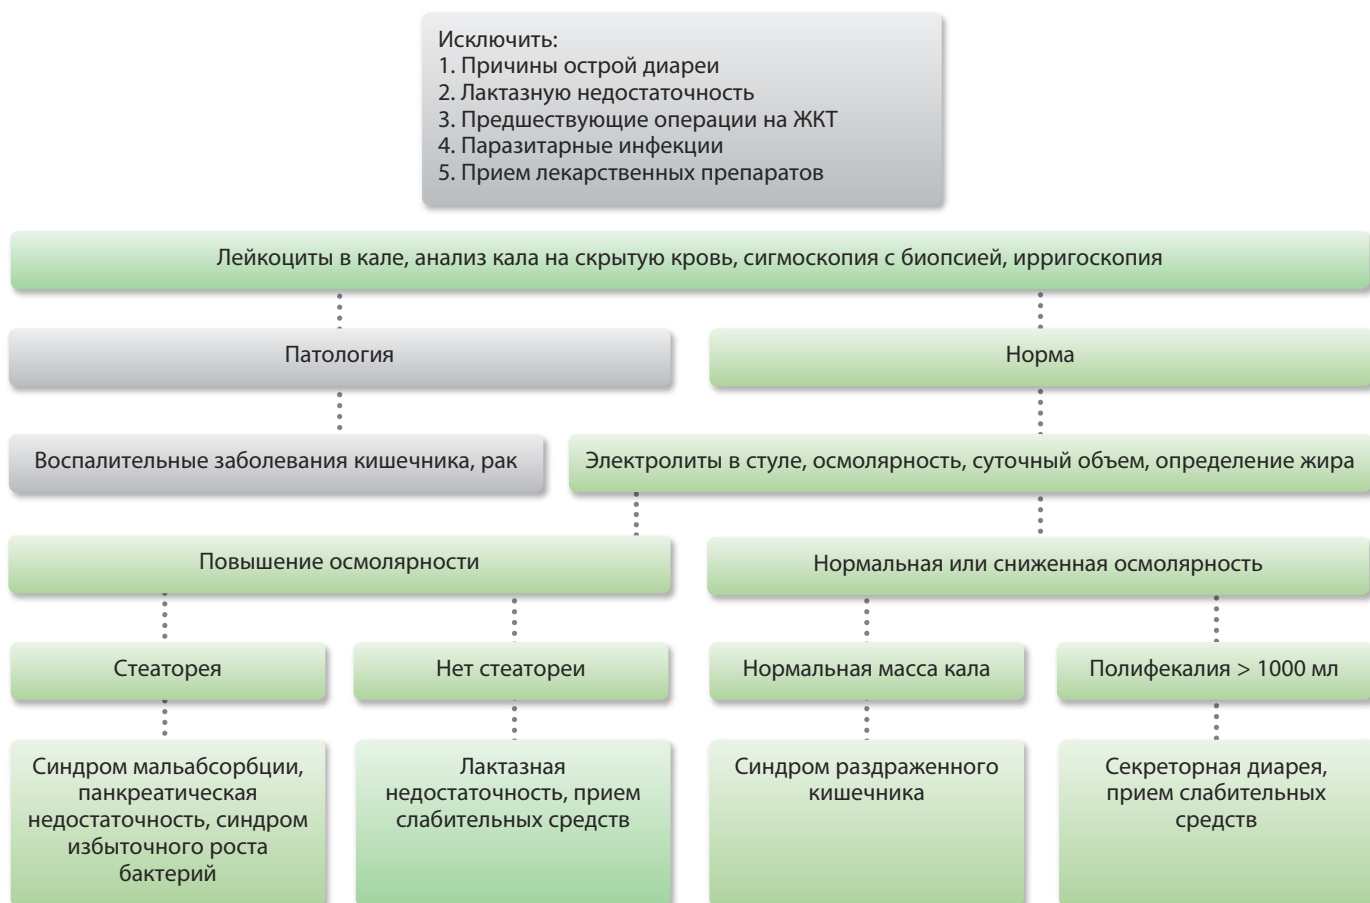 Исключить:
1. Причины острой диареи
2. Лактазную недостаточность
3. Предшествующие операции на ЖКТ
4. Паразитарные инфекции
5. Прием лекарственных препаратов
Лейкоциты в кале, анализ кала на скрытую кровь, сигмоскопия с биопсией, ирригоскопия
Патология
Норма
Воспалительные заболевания кишечника, рак
Электролиты в стуле, осмолярность, суточный объем, определение жира
Повышение осмолярности
Нормальная или сниженная осмолярность
Стеаторея
Нет стеатореи
Нормальная масса кала
Полифекалия > 1000 мл
Синдром мальабсорбции,
панкреатическая
недостаточность, синдром
избыточного роста
бактерий
Лактазная
недостаточность, прием
слабительных средств
Синдром раздраженного
кишечника
Секреторная диарея,
прием слабительных
средств